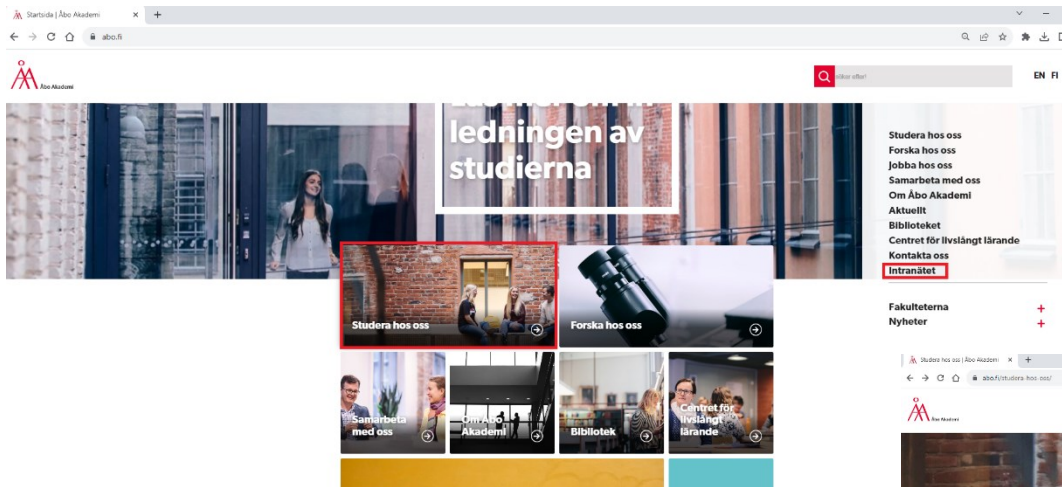 Startsida | Åbo Akademi
abo.fi
Åbo Akademi
EN FI
ledningen av
studierna
Studera hos oss
Forska hos oss
Jobba hos oss
Samarbeta med oss
Om Åbo Akademi
Aktuellt
Biblioteket
Centret för livslångt lärande
Kontakta oss
Intranätet
Fakulteterna
Nyheter
Studera hos oss
Forska hos oss
Samarbeta
med oss
Om Åbo
Akademi
Bibliotek
Centret för
livslångt
lärande
Studera hos oss | Åbo Akademi
abo.fi/studera-hos-oss/
Åbo Akademi